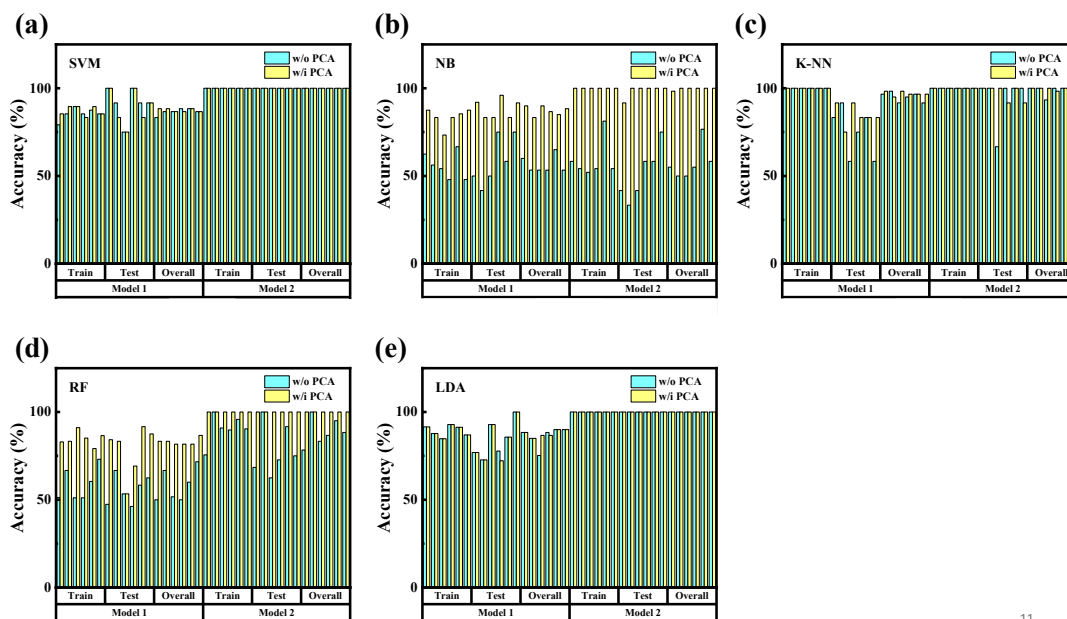 (a)
SVM
w/o PCA
w/i PCA
Accuracy (%)
100
50
0
Train Test Overall Train Test Overall
Model 1 Model 2
(b)
NB
w/o PCA
w/i PCA
Accuracy (%)
100
50
0
Train Test Overall Train Test Overall
Model 1 Model 2
(c)
K-NN
w/o PCA
w/i PCA
Accuracy (%)
100
50
0
Train Test Overall Train Test Overall
Model 1 Model 2
(d)
RF
w/o PCA
w/i PCA
Accuracy (%)
100
50
0
Train Test Overall Train Test Overall
Model 1 Model 2
(e)
LDA
w/o PCA
w/i PCA
Accuracy (%)
100
50
0
Train Test Overall Train Test Overall
Model 1 Model 2
11